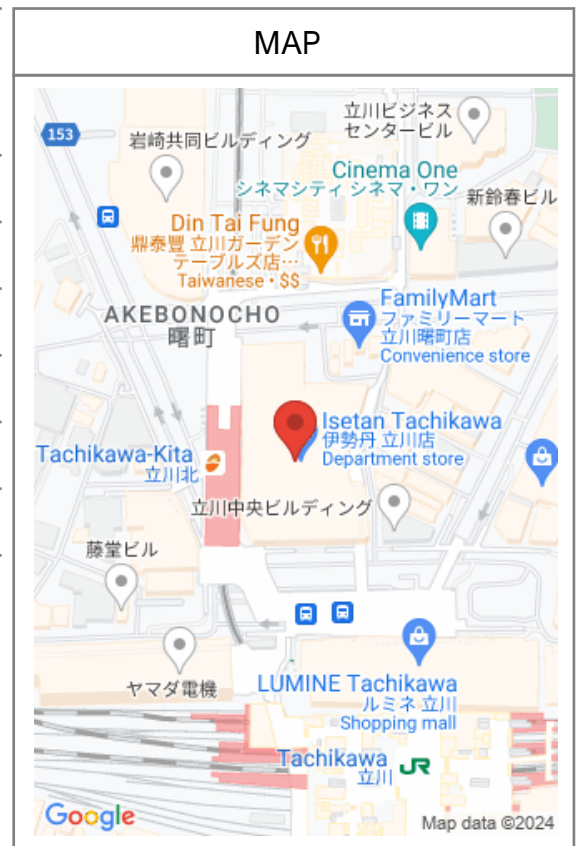 MAP
立川ビジネス
センタービル
153
岩崎共同ビルディング
Cinema One
シネマシティ シネマ・ワン
新鈴春ビル
Din Tai Fung
鼎泰豐 立川ガーデン
テーブルズ店…
Taiwanese • $$
AKEBONOCHO
曙町
FamilyMart
ファミリーマート
立川曙町店
Convenience store
Isetan Tachikawa
伊勢丹 立川店
Department store
Tachikawa-Kita
立川北
立川中央ビルディング
藤堂ビル
ヤマダ電機
LUMINE Tachikawa
ルミネ 立川
Shopping mall
Tachikawa
立川
JR
Google
Map data ©2024